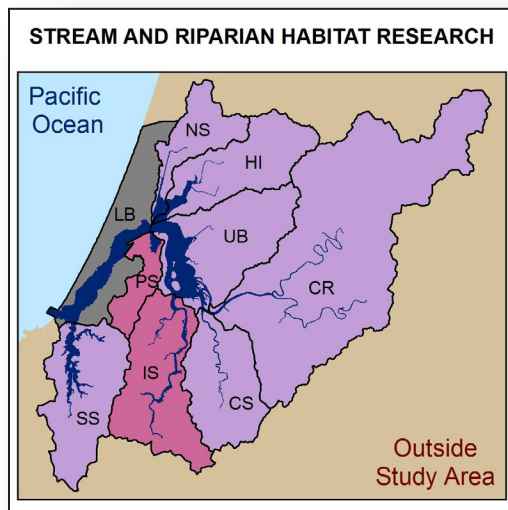 STREAM AND RIPARIAN HABITAT RESEARCH
Pacific
Ocean
NS
HI
LB
UB
PS
CR
IS
CS
SS
Outside
Study Area